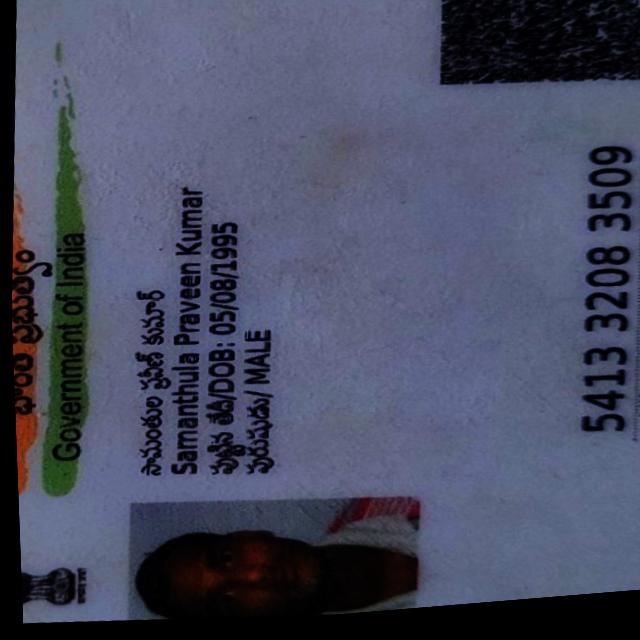 భారత ప్రభుత్వం
Government of India
సామంతుల ప్రవీణ్ కుమార్
Samanthula Praveen Kumar
పుట్టిన తేదీ/DOB: 05/08/1995
పురుషుడు/ MALE
5413 3208 3509